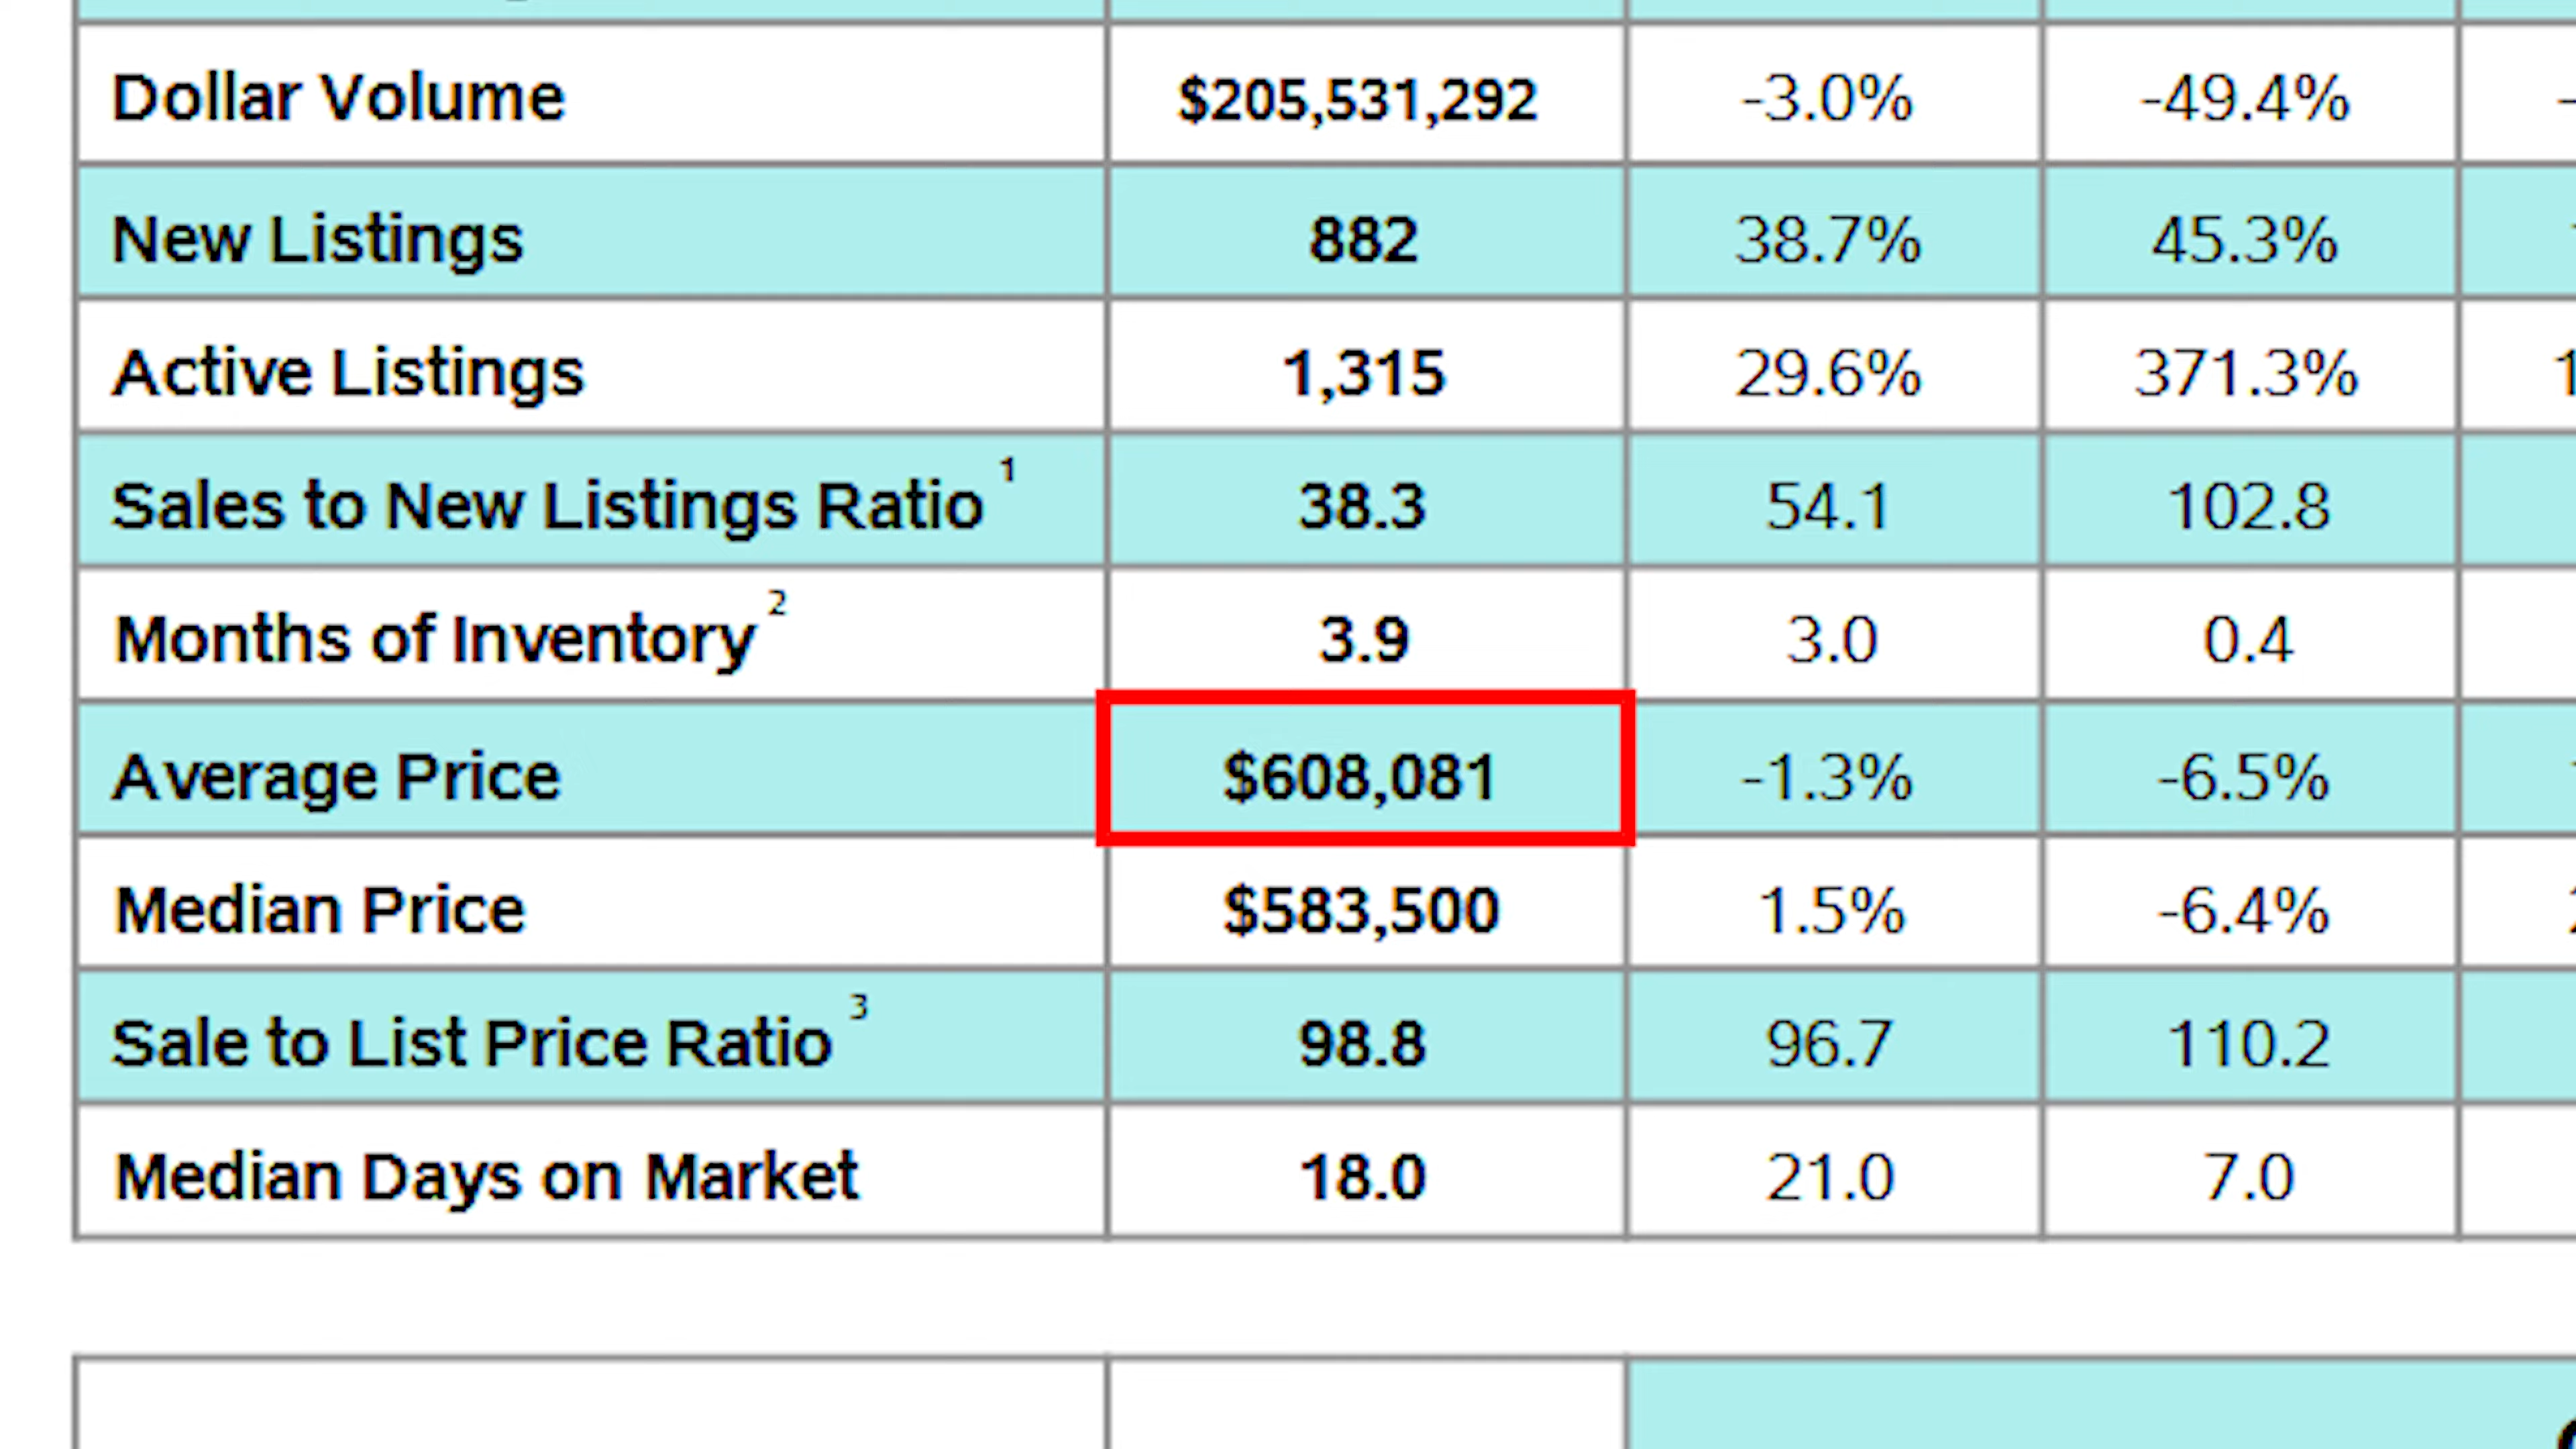 Dollar Volume $205,531,292 -3.0% -49.4%
New Listings 882 38.7% 45.3%
Active Listings 1,315 29.6% 371.3%
Sales to New Listings Ratio 1 38.3 54.1 102.8
Months of Inventory 2 3.9 3.0 0.4
Average Price $608,081 -1.3% -6.5%
Median Price $583,500 1.5% -6.4%
Sale to List Price Ratio 3 98.8 96.7 110.2
Median Days on Market 18.0 21.0 7.0